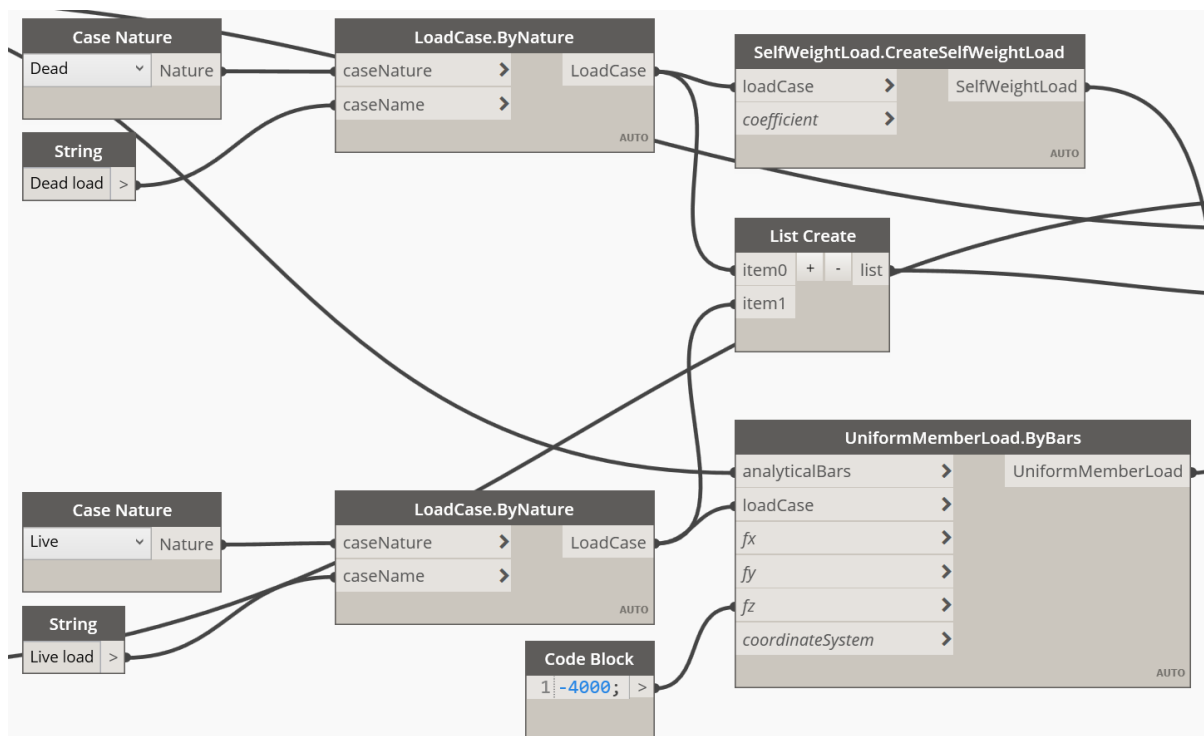 Case Nature
Dead
Nature
String
Dead load >
LoadCase.ByNature
caseNature > LoadCase
caseName >
AUTO
SelfWeightLoad.CreateSelfWeightLoad
loadCase > SelfWeightLoad
coefficient >
AUTO
List Create
item0 + - list
item1
Case Nature
Live
Nature
String
Live load >
LoadCase.ByNature
caseNature > LoadCase
caseName >
AUTO
Code Block
1 -4000; >
UniformMemberLoad.ByBars
analyticalBars > UniformMemberLoad
loadCase >
fx >
fy >
fz >
coordinateSystem >
AUTO